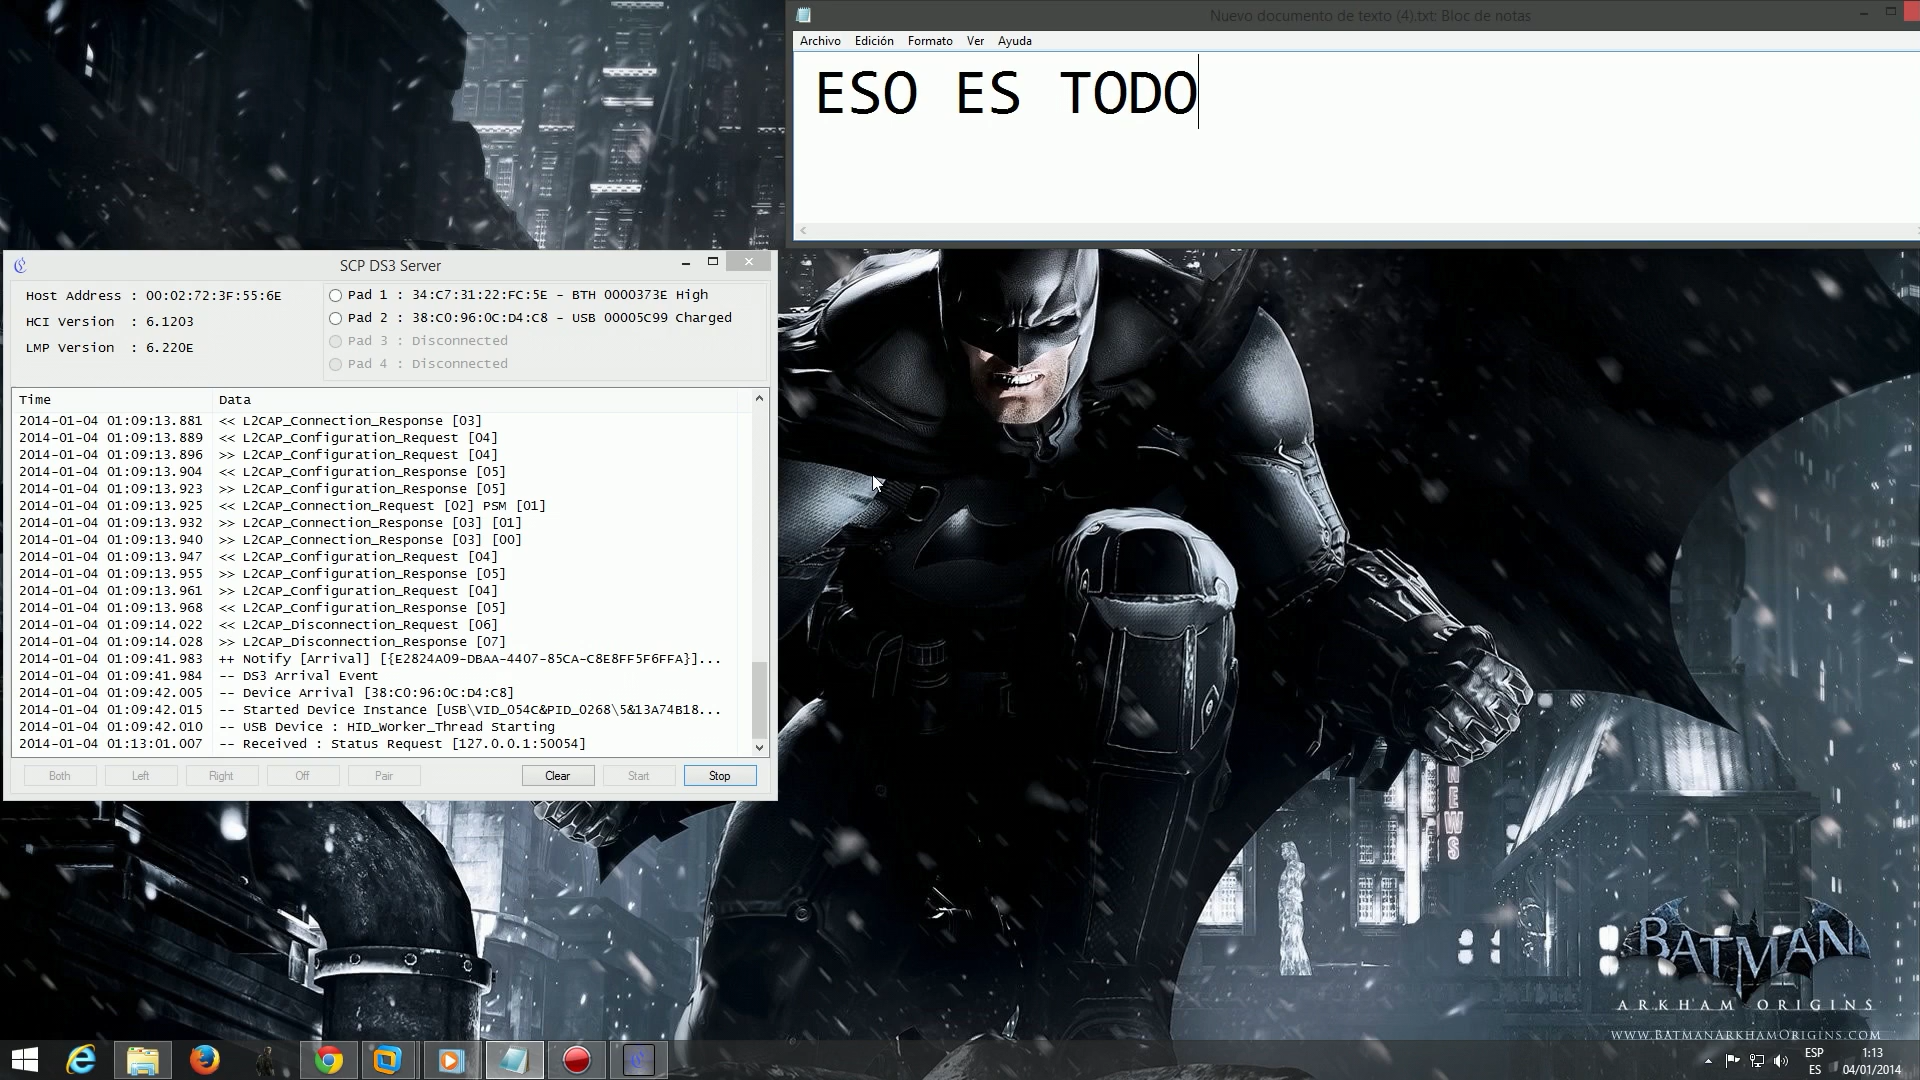 Nuevo documento de texto (4).txt: Bloc de notas
Archivo Edición Formato Ver Ayuda
ESO ES TODO
SCP DS3 Server
Host Address : 00:02:72:3F:55:6E
HCI Version : 6.1203
LMP Version : 6.220E
Pad 1 : 34:C7:31:22:FC:5E - BTH 0000373E High
Pad 2 : 38:C0:96:0C:D4:C8 - USB 00005C99 Charged
Pad 3 : Disconnected
Pad 4 : Disconnected
Time Data
2014-01-04 01:09:13.881 << L2CAP_Connection_Response [03]
2014-01-04 01:09:13.889 << L2CAP_Configuration_Request [04]
2014-01-04 01:09:13.896 >> L2CAP_Configuration_Request [04]
2014-01-04 01:09:13.904 << L2CAP_Configuration_Response [05]
2014-01-04 01:09:13.923 >> L2CAP_Configuration_Response [05]
2014-01-04 01:09:13.925 << L2CAP_Connection_Request [02] PSM [01]
2014-01-04 01:09:13.932 >> L2CAP_Connection_Response [03] [01]
2014-01-04 01:09:13.940 >> L2CAP_Connection_Response [03] [00]
2014-01-04 01:09:13.947 << L2CAP_Configuration_Request [04]
2014-01-04 01:09:13.955 >> L2CAP_Configuration_Response [05]
2014-01-04 01:09:13.961 >> L2CAP_Configuration_Request [04]
2014-01-04 01:09:13.968 << L2CAP_Configuration_Response [05]
2014-01-04 01:09:14.022 << L2CAP_Disconnection_Request [06]
2014-01-04 01:09:14.028 >> L2CAP_Disconnection_Response [07]
2014-01-04 01:09:41.983 ++ Notify [Arrival] [{E2824A09-DBAA-4407-85CA-C8E8FF5F6FFA}]...
2014-01-04 01:09:41.984 -- DS3 Arrival Event
2014-01-04 01:09:42.005 -- Device Arrival [38:C0:96:0C:D4:C8]
2014-01-04 01:09:42.015 -- Started Device Instance [USB\VID_054C&PID_0268\5&13A74B18...
2014-01-04 01:09:42.010 -- USB Device : HID_Worker_Thread Starting
2014-01-04 01:13:01.007 -- Received : Status Request [127.0.0.1:50054]
Both Left Right Off Pair Clear Start Stop
NEWS
BATMAN
ARKHAM ORIGINS
WWW.BATMANARKHAMORIGINS.COM
ESP 1:13
ES 04/01/2014